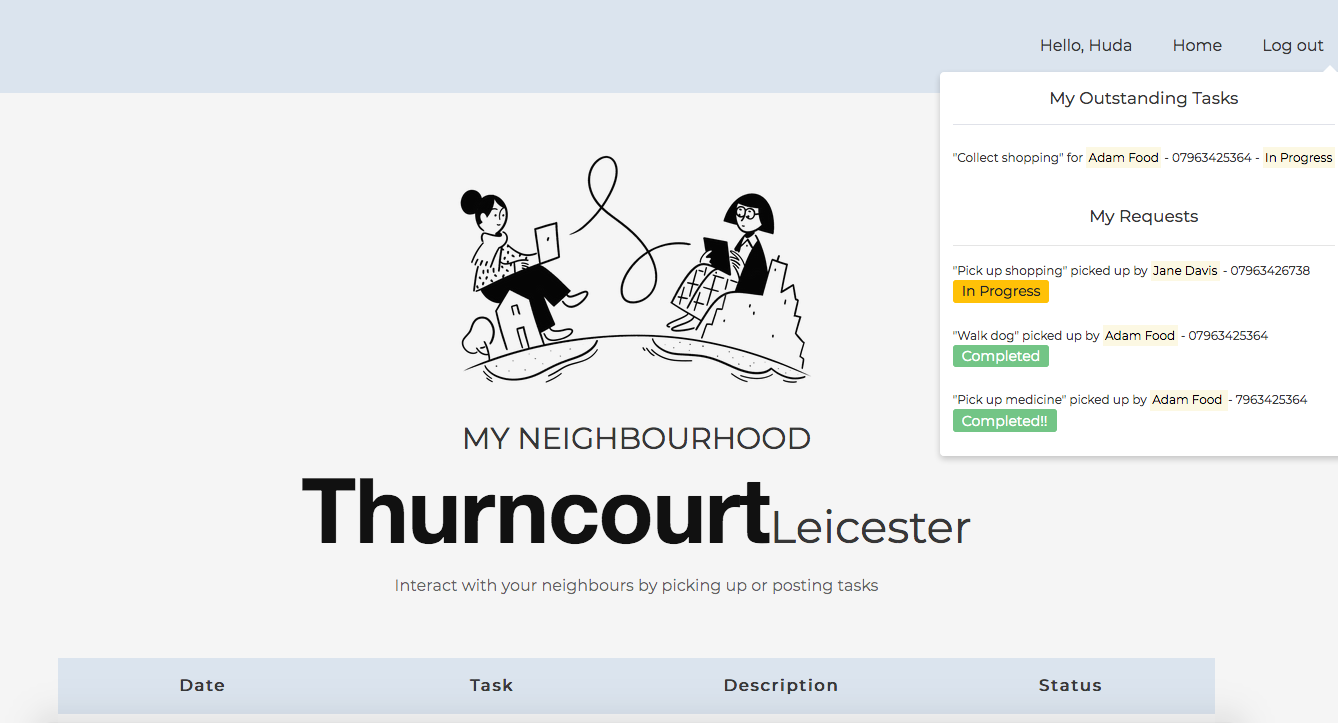 Hello, Huda Home Log out
My Outstanding Tasks
"Collect shopping" for Adam Food - 07963425364 - In Progress
My Requests
"Pick up shopping" picked up by Jane Davis - 07963426738
In Progress
"Walk dog" picked up by Adam Food - 07963425364
Completed
"Pick up medicine" picked up by Adam Food - 7963425364
Completed!!
MY NEIGHBOURHOOD
Thurncourt Leicester
Interact with your neighbours by picking up or posting tasks
Date Task Description Status